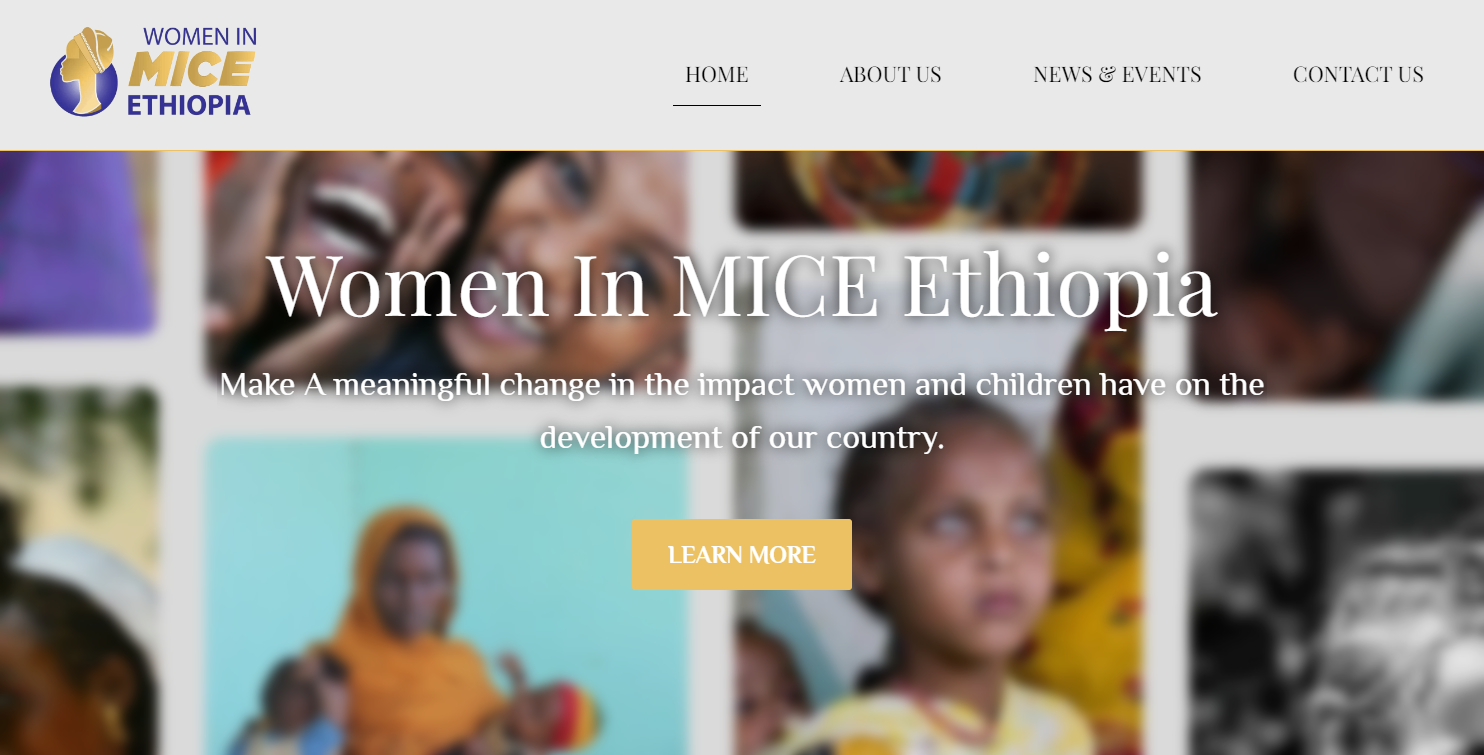 WOMEN IN
MICE
ETHIOPIA
HOME
ABOUT US
NEWS & EVENTS
CONTACT US
Women In MICE Ethiopia
Make A meaningful change in the impact women and children have on the
development of our country.
LEARN MORE